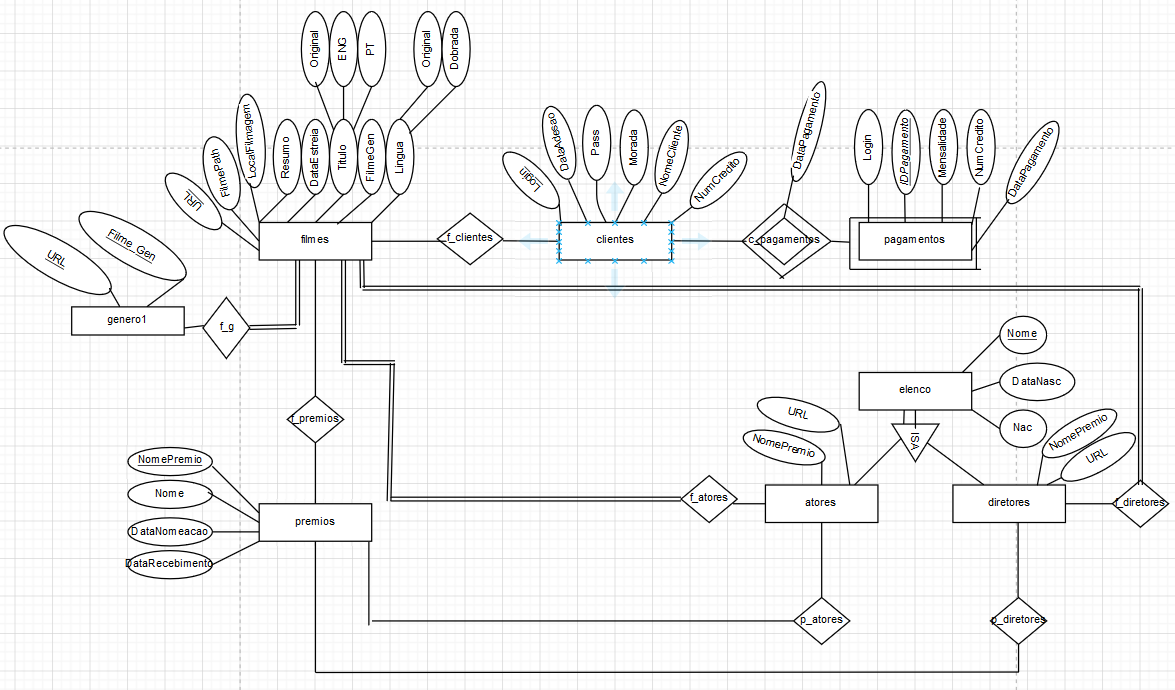 Original
ENG
PT
Original
Dobrada
URL
FilmePath
LocalFilmagem
Resumo
DataEstreia
Titulo
FilmeGen
Lingua
filmes
f_clientes
Login
DataAdesao
Pass
Morada
NomeCliente
NumCredito
clientes
DataPagamento
c_pagamentos
Login
IDPagamento
Mensalidade
NumCredito
DataPagamento
pagamentos
URL
Filme_Gen
genero1
f_g
f_premios
elenco
Nome
DataNasc
Nac
ISA
URL
NomePremio
NomePremio
URL
f_atores
atores
diretores
f_diretores
NomePremio
Nome
DataNomeacao
DataRecebimento
premios
p_atores
p_diretores